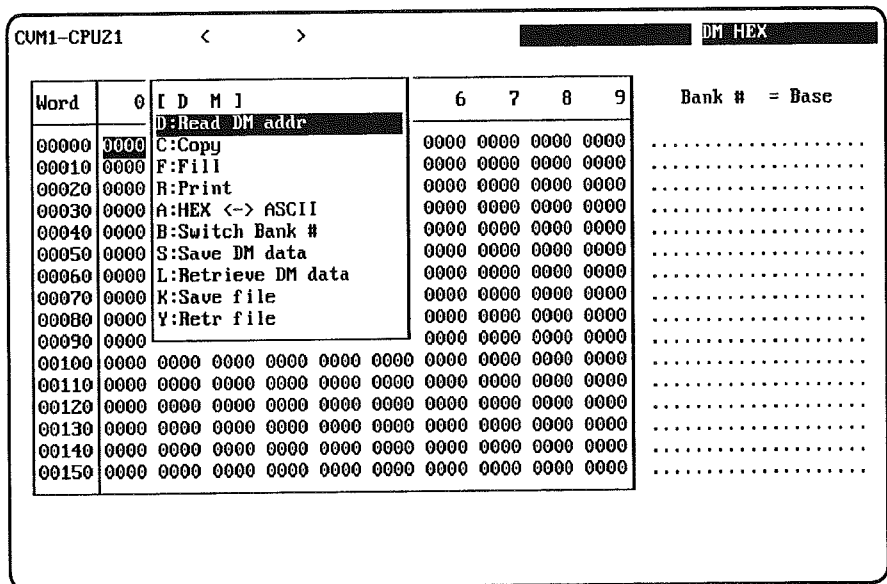 CVM1-CPU21 < > DM HEX
Word 0 [ D M ] 6 7 8 9 Bank # = Base
D:Read DM addr
00000 0000 C:Copy 0000 0000 0000 0000 ....................
00010 0000 F:Fill 0000 0000 0000 0000 ....................
00020 0000 R:Print 0000 0000 0000 0000 ....................
00030 0000 A:HEX <-> ASCII 0000 0000 0000 0000 ....................
00040 0000 B:Switch Bank # 0000 0000 0000 0000 ....................
00050 0000 S:Save DM data 0000 0000 0000 0000 ....................
00060 0000 L:Retrieve DM data 0000 0000 0000 0000 ....................
00070 0000 K:Save file 0000 0000 0000 0000 ....................
00080 0000 Y:Retr file 0000 0000 0000 0000 ....................
00090 0000 0000 0000 0000 0000 ....................
00100 0000 0000 0000 0000 0000 0000 0000 0000 0000 0000 ....................
00110 0000 0000 0000 0000 0000 0000 0000 0000 0000 0000 ....................
00120 0000 0000 0000 0000 0000 0000 0000 0000 0000 0000 ....................
00130 0000 0000 0000 0000 0000 0000 0000 0000 0000 0000 ....................
00140 0000 0000 0000 0000 0000 0000 0000 0000 0000 0000 ....................
00150 0000 0000 0000 0000 0000 0000 0000 0000 0000 0000 ....................